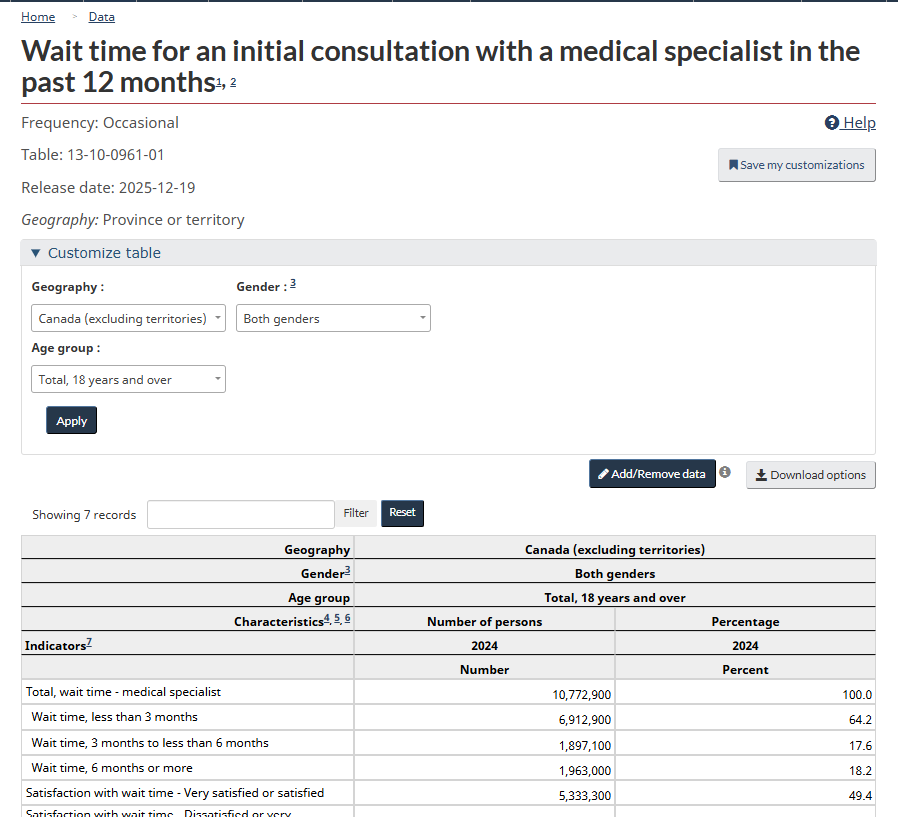 Home > Data
Wait time for an initial consultation with a medical specialist in the
past 12 months1, 2
Frequency: Occasional
Help
Table: 13-10-0961-01
Save my customizations
Release date: 2025-12-19
Geography: Province or territory
▼ Customize table
Geography : Gender : 3
Canada (excluding territories) Both genders
Age group :
Total, 18 years and over
Apply
Add/Remove data Download options
Showing 7 records Filter Reset
Geography Canada (excluding territories)
Gender3 Both genders
Age group Total, 18 years and over
Characteristics4, 5, 6 Number of persons Percentage
Indicators7 2024 2024
Number Percent
Total, wait time - medical specialist 10,772,900 100.0
Wait time, less than 3 months 6,912,900 64.2
Wait time, 3 months to less than 6 months 1,897,100 17.6
Wait time, 6 months or more 1,963,000 18.2
Satisfaction with wait time - Very satisfied or satisfied 5,333,300 49.4
Satisfaction with wait time - Dissatisfied or very